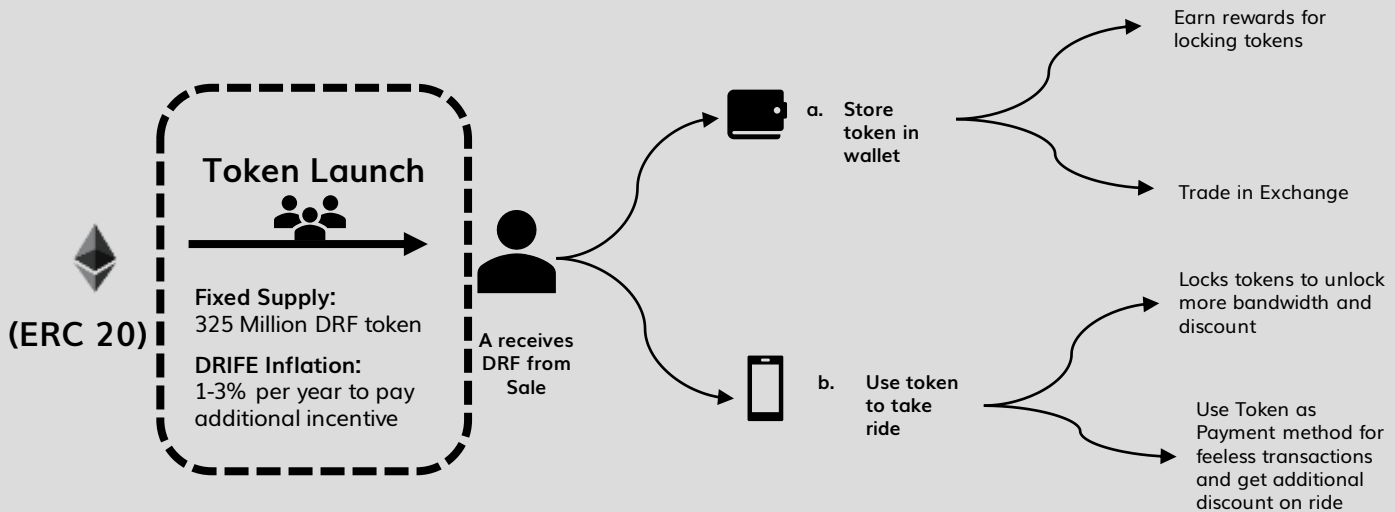 (ERC 20)
Token Launch
Fixed Supply:
325 Million DRF token
DRIFE Inflation:
1-3% per year to pay
additional incentive
A receives
DRF from
Sale
a. Store
token in
wallet
Earn rewards for
locking tokens
Trade in Exchange
b. Use token
to take
ride
Locks tokens to unlock
more bandwidth and
discount
Use Token as
Payment method for
feeless transactions
and get additional
discount on ride